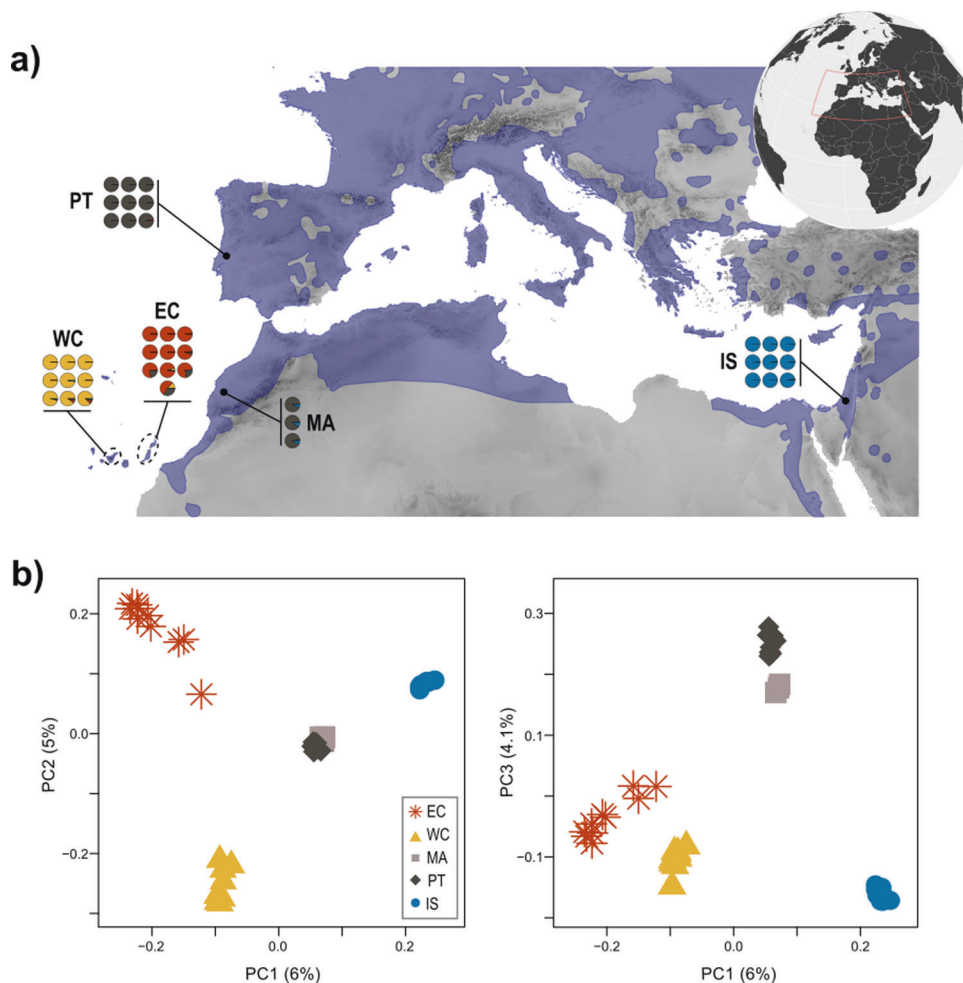 a)
PT
EC
WC
IS
MA
b)
0.2
0.0
−0.2
PC2 (5%)
−0.2
0.0
0.2
PC1 (6%)
EC
WC
MA
PT
IS
0.3
0.1
−0.1
PC3 (4.1%)
−0.2
0.0
0.2
PC1 (6%)